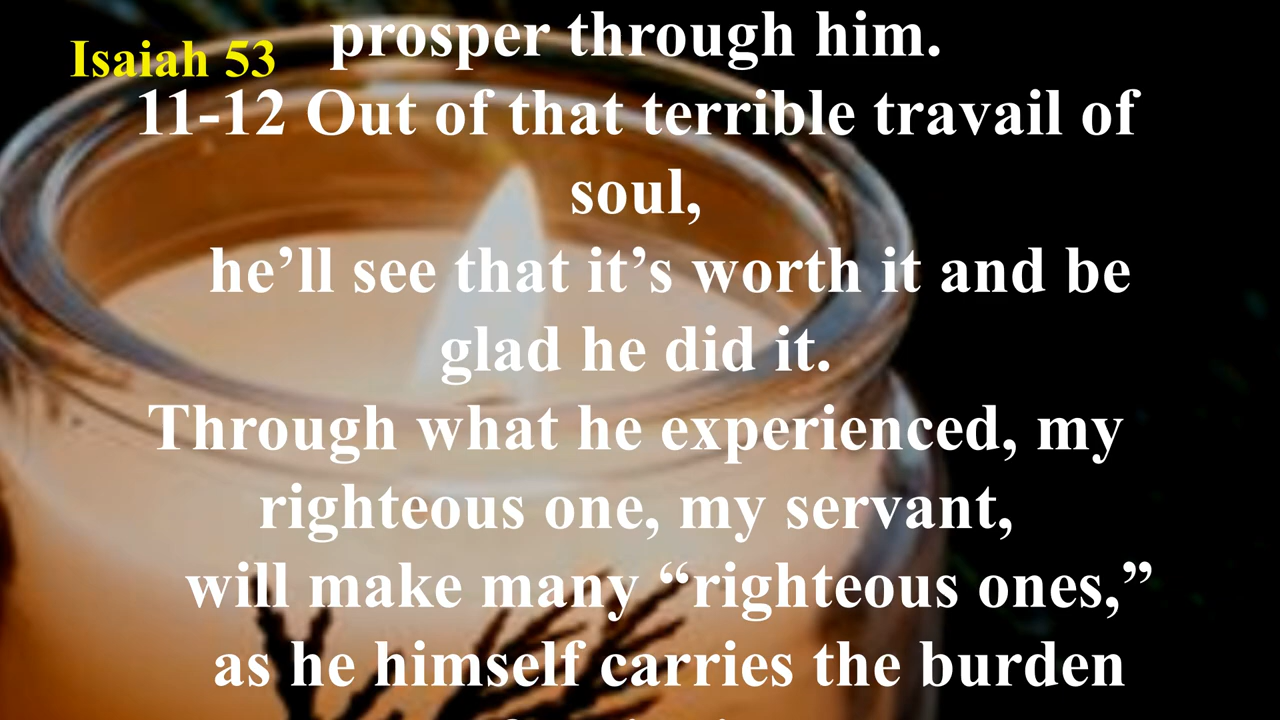 Isaiah 53
prosper through him.
11-12 Out of that terrible travail of
soul,
he’ll see that it’s worth it and be
glad he did it.
Through what he experienced, my
righteous one, my servant,
will make many “righteous ones,”
as he himself carries the burden